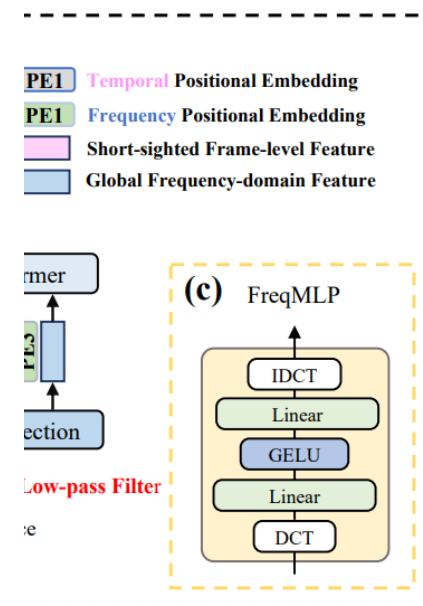 PE1 Temporal Positional Embedding
PE1 Frequency Positional Embedding
Short-sighted Frame-level Feature
Global Frequency-domain Feature
rmer
PE3
ection
Low-pass Filter
ce
(c) FreqMLP
IDCT
Linear
GELU
Linear
DCT